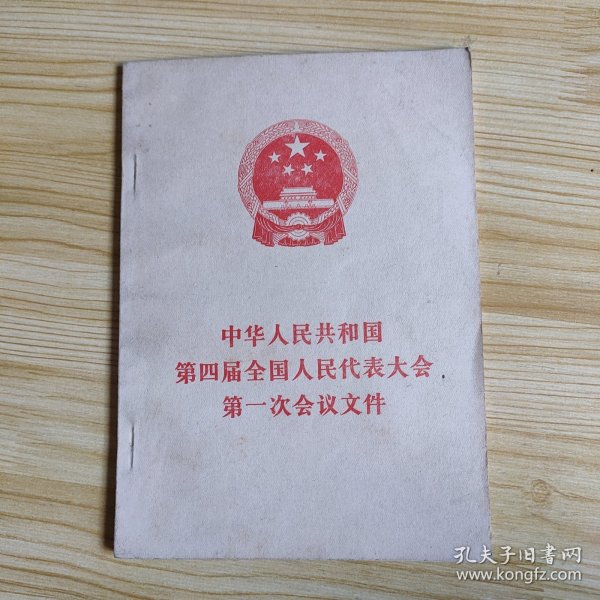 中华人民共和国
第四届全国人民代表大会
第一次会议文件
孔夫子旧书网
www.kongfz.com